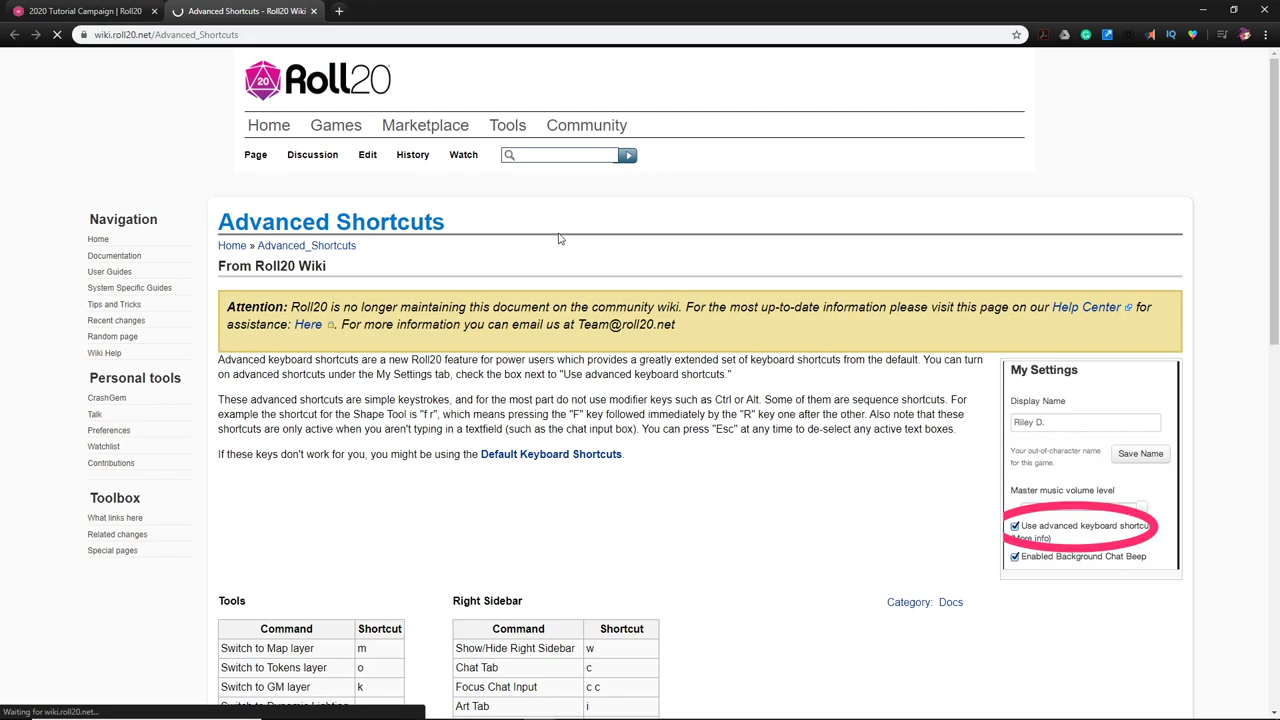 2020 Tutorial Campaign | Roll20
Advanced Shortcuts - Roll20 Wiki
wiki.roll20.net/Advanced_Shortcuts
20 Roll20
Home Games Marketplace Tools Community
Page Discussion Edit History Watch
Navigation
Home
Documentation
User Guides
System Specific Guides
Tips and Tricks
Recent changes
Random page
Wiki Help
Personal tools
CrashGem
Talk
Preferences
Watchlist
Contributions
Toolbox
What links here
Related changes
Special pages
Advanced Shortcuts
Home » Advanced_Shortcuts
From Roll20 Wiki
Attention: Roll20 is no longer maintaining this document on the community wiki. For the most up-to-date information please visit this page on our Help Center for
assistance: Here . For more information you can email us at Team@roll20.net
Advanced keyboard shortcuts are a new Roll20 feature for power users which provides a greatly extended set of keyboard shortcuts from the default. You can turn
on advanced shortcuts under the My Settings tab, check the box next to "Use advanced keyboard shortcuts."
These advanced shortcuts are simple keystrokes, and for the most part do not use modifier keys such as Ctrl or Alt. Some of them are sequence shortcuts. For
example the shortcut for the Shape Tool is "f r", which means pressing the "F" key followed immediately by the "R" key one after the other. Also note that these
shortcuts are only active when you aren't typing in a textfield (such as the chat input box). You can press "Esc" at any time to de-select any active text boxes.
If these keys don't work for you, you might be using the Default Keyboard Shortcuts.
My Settings
Display Name
Riley D.
Your out-of-character name
for this game.
Save Name
Master music volume level
Use advanced keyboard shortcu
(More info)
Enabled Background Chat Beep
Tools
Command Shortcut
Switch to Map layer m
Switch to Tokens layer o
Switch to GM layer k
Switch to Dynamic Lighting
Right Sidebar
Command Shortcut
Show/Hide Right Sidebar w
Chat Tab c
Focus Chat Input c c
Art Tab i
Category: Docs
Waiting for wiki.roll20.net...